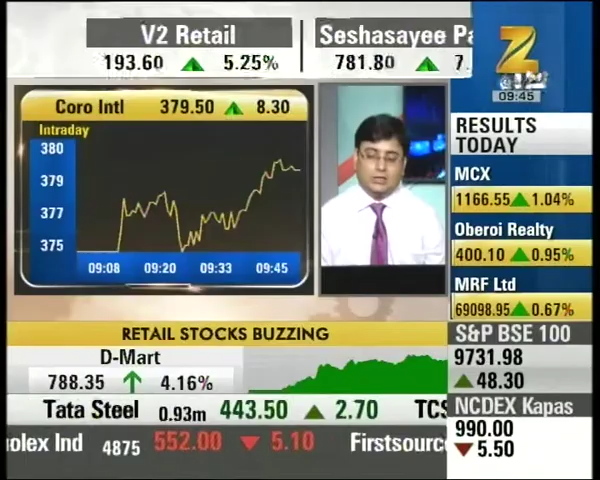 V2 Retail
193.60 5.25%
Seshasayee Pa
781.80 7.
09:45
Coro Intl 379.50 8.30
Intraday
380
379
377
375
09:08 09:20 09:33 09:45
RESULTS
TODAY
MCX
1166.55 1.04%
Oberoi Realty
400.10 0.95%
MRF Ltd
69098.95 0.67%
RETAIL STOCKS BUZZING
D-Mart
788.35 4.16%
S&P BSE 100
9731.98
48.30
Tata Steel 0.93m 443.50 2.70 TCS
NCDEX Kapas
990.00
5.50
olex Ind 4875 552.00 5.10 Firstsourc